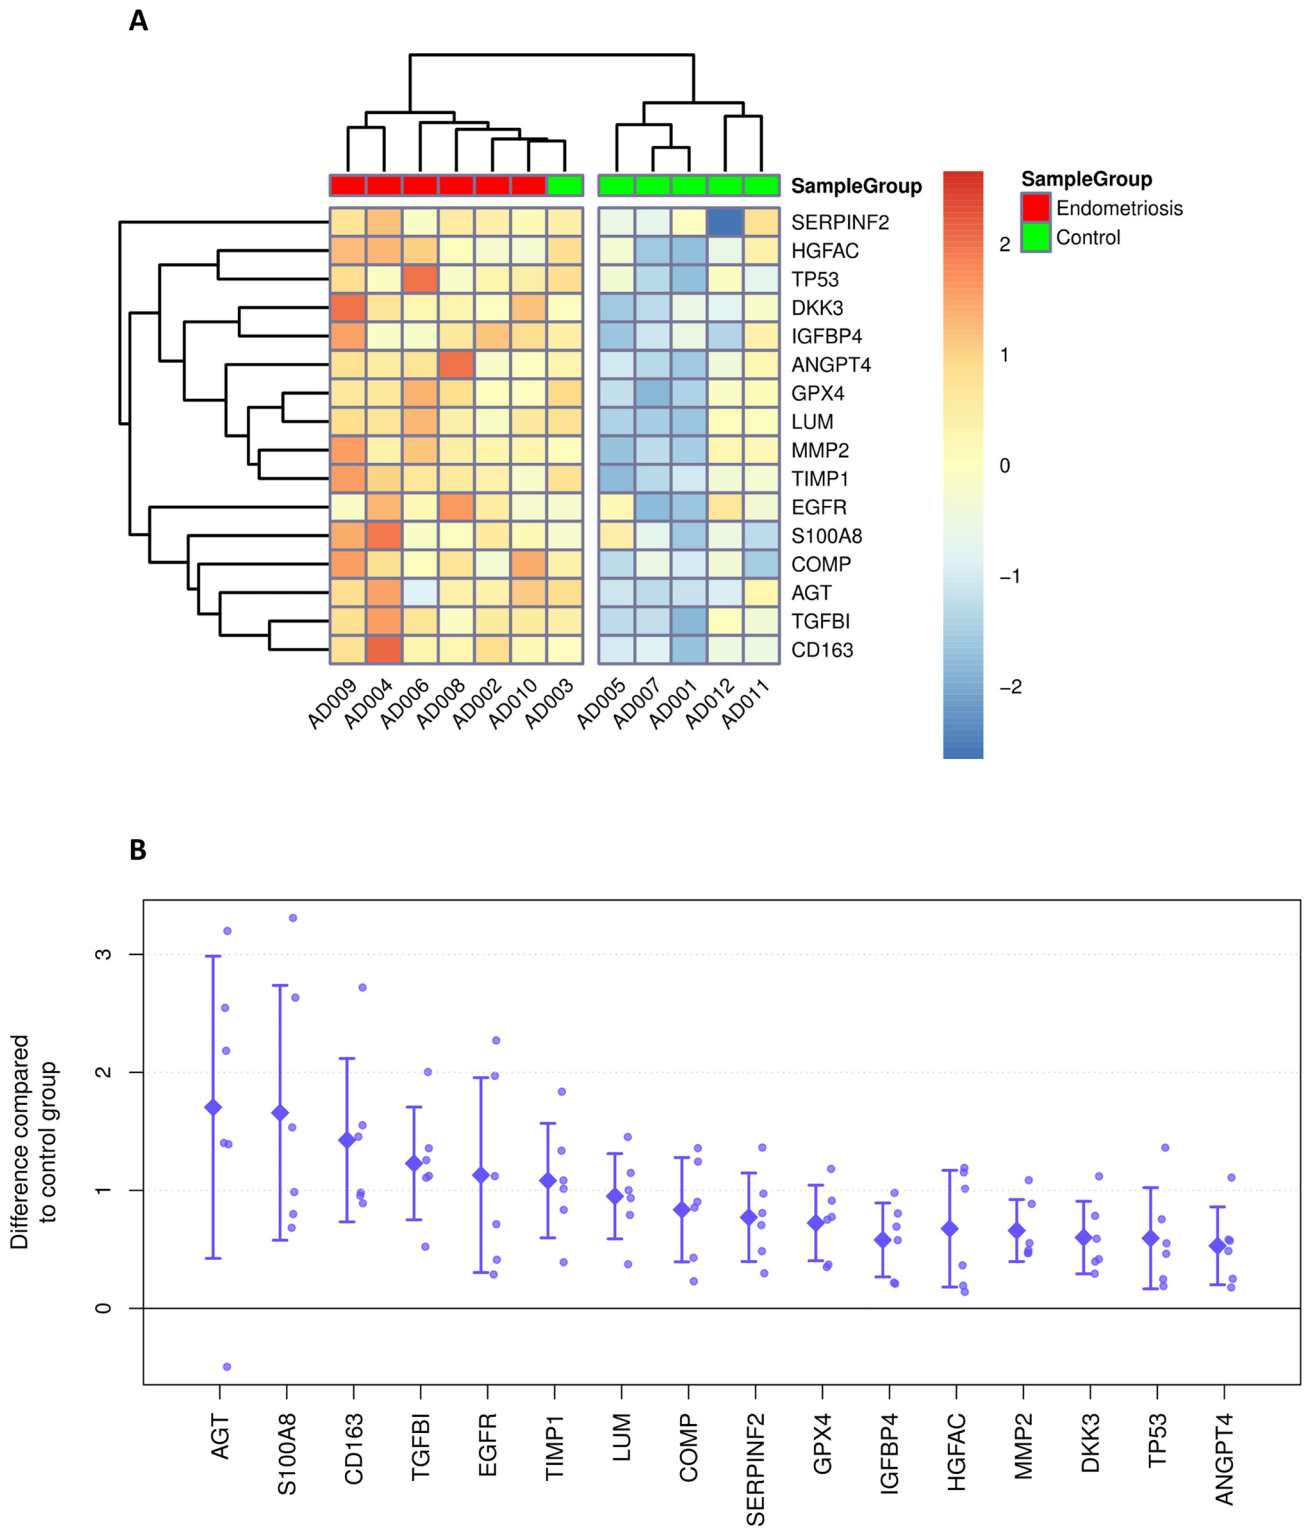 A
SampleGroup
SERPINF2
HGFAC
TP53
DKK3
IGFBP4
ANGPT4
GPX4
LUM
MMP2
TIMP1
EGFR
S100A8
COMP
AGT
TGFBI
CD163
AD009
AD004
AD006
AD008
AD002
AD010
AD003
AD005
AD007
AD001
AD012
AD011
2
1
0
−1
−2
SampleGroup
Endometriosis
Control
B
Difference compared
to control group
3
2
1
0
AGT
S100A8
CD163
TGFBI
EGFR
TIMP1
LUM
COMP
SERPINF2
GPX4
IGFBP4
HGFAC
MMP2
DKK3
TP53
ANGPT4